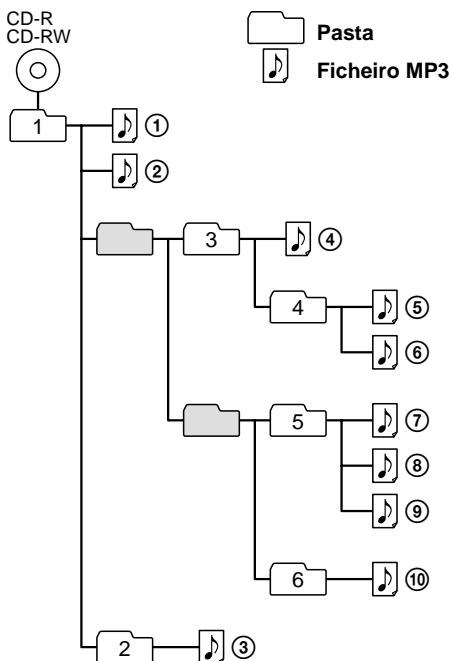 CD-R
CD-RW
Pasta
Ficheiro MP3
1 ①
②
3 ④
4 ⑤
⑥
5 ⑦
⑧
⑨
6 ⑩
2 ③